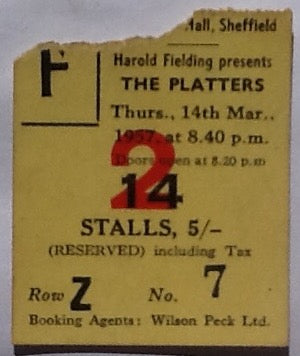 Hall, Sheffield
F
Harold Fielding presents
THE PLATTERS
Thurs., 14th Mar.,
1957, at 8.40 p.m.
Doors open at 8.20 p.m
2
14
STALLS, 5/-
(RESERVED) including Tax
Row Z No. 7
Booking Agents: Wilson Peck Ltd.